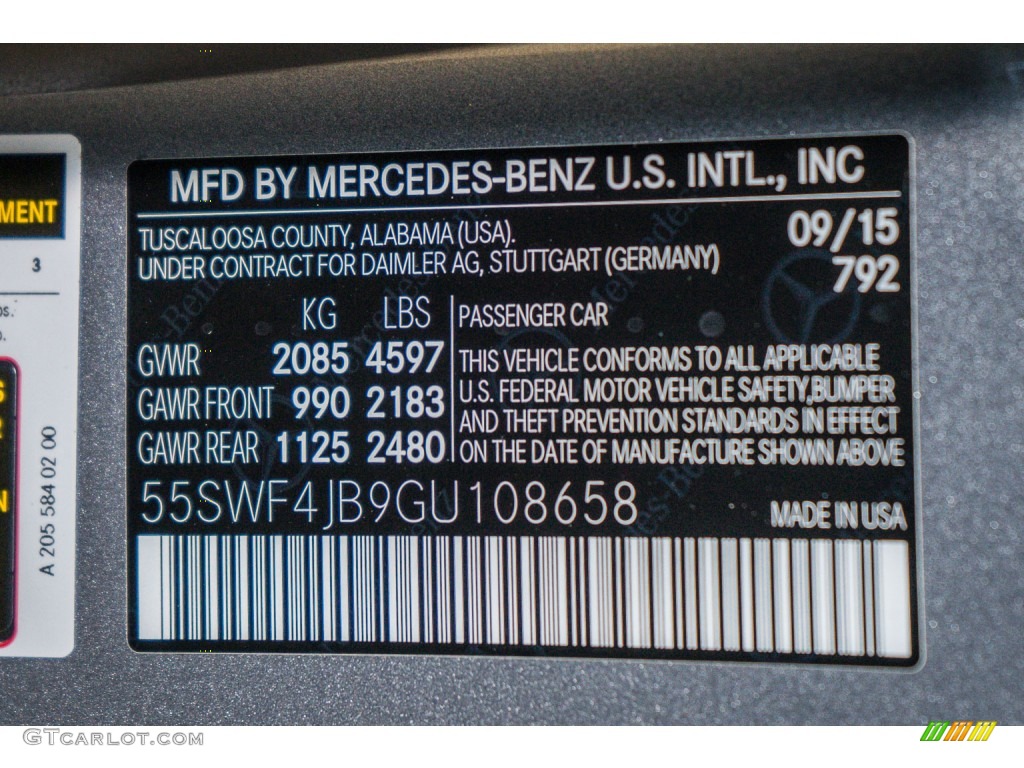 MFD BY MERCEDES-BENZ U.S. INTL., INC
TUSCALOOSA COUNTY, ALABAMA (USA). 09/15
UNDER CONTRACT FOR DAIMLER AG, STUTTGART (GERMANY) 792
KG LBS PASSENGER CAR
GVWR 2085 4597 THIS VEHICLE CONFORMS TO ALL APPLICABLE
U.S. FEDERAL MOTOR VEHICLE SAFETY,BUMPER
GAWR FRONT 990 2183 AND THEFT PREVENTION STANDARDS IN EFFECT
GAWR REAR 1125 2480 ON THE DATE OF MANUFACTURE SHOWN ABOVE
55SWF4JB9GU108658 MADE IN USA
MENT
3
A 205 584 02 00
GTCARLOT.COM